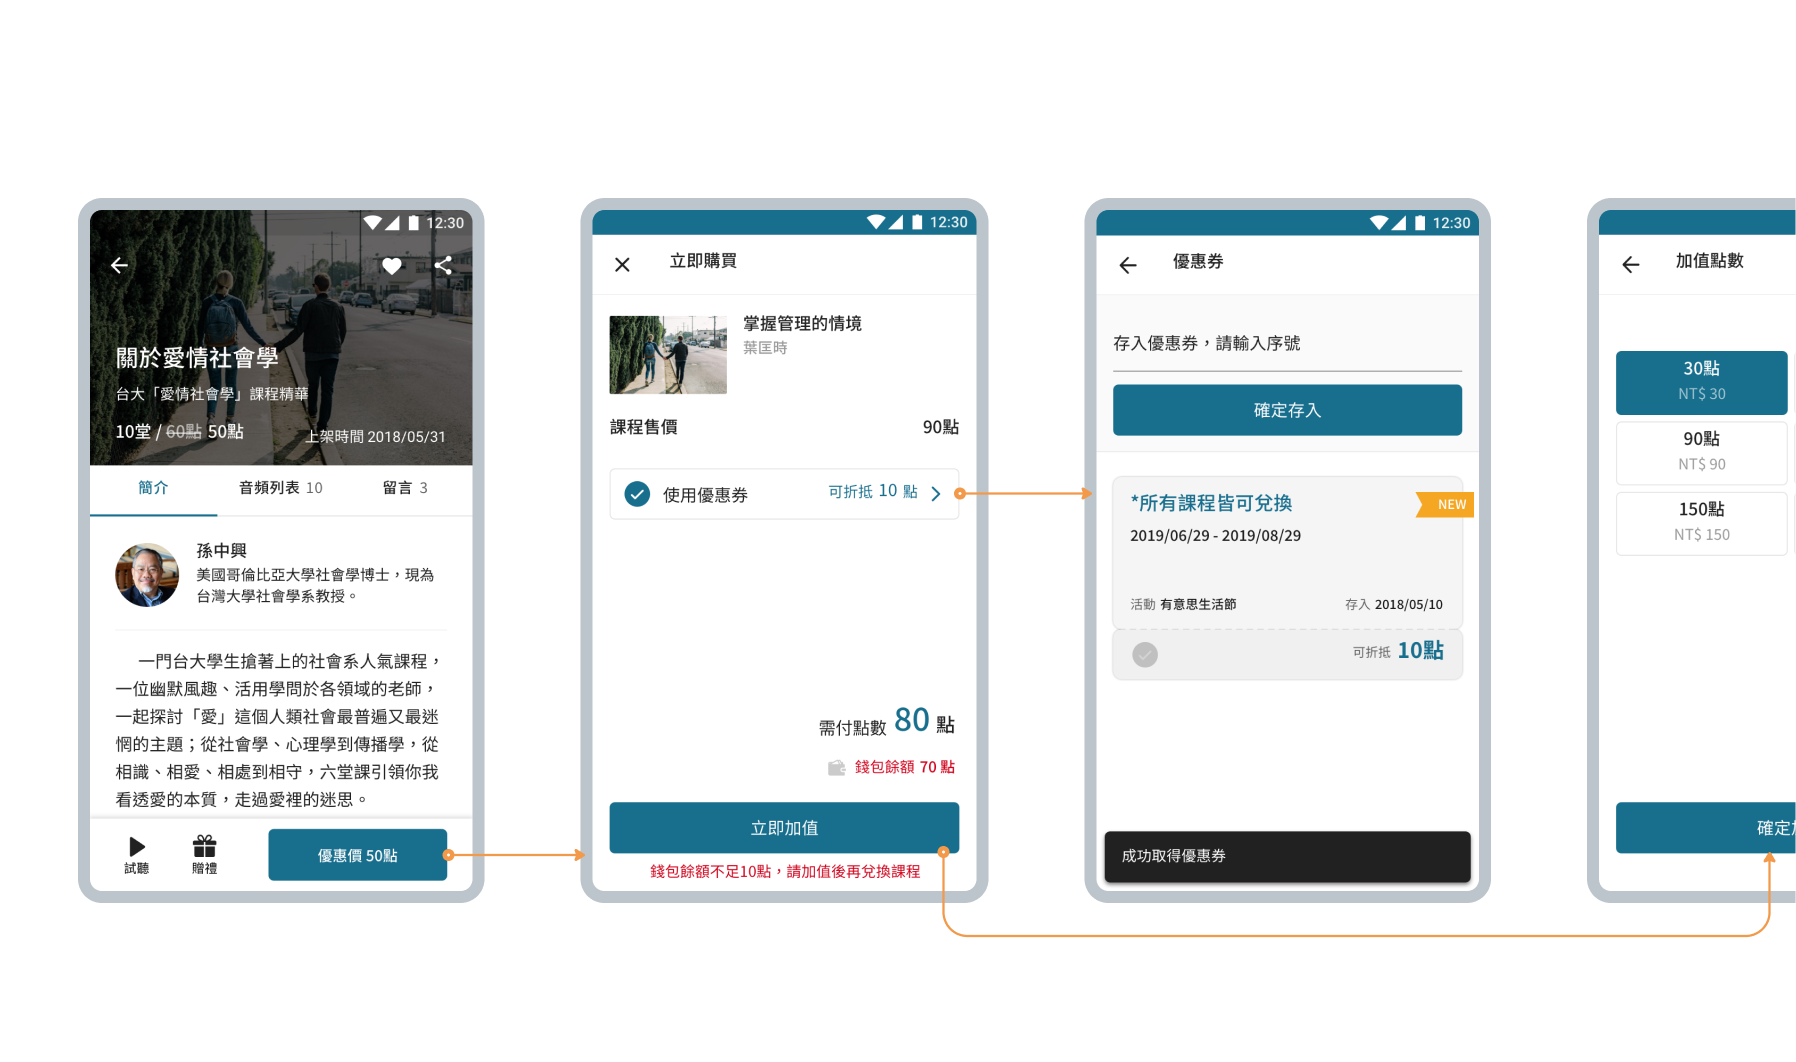 12:30
關於愛情社會學
台大「愛情社會學」課程精華
10堂 / 60點 50點
上架時間 2018/05/31
簡介
音頻列表 10
留言 3
孫中興
美國哥倫比亞大學社會學博士，現為
台灣大學社會學系教授。
一門台大學生搶著上的社會系人氣課程，
一位幽默風趣、活用學問於各領域的老師，
一起探討「愛」這個人類社會最普遍又最迷
惘的主題；從社會學、心理學到傳播學，從
相識、相愛、相處到相守，六堂課引領你我
看透愛的本質，走過愛裡的迷思。
試聽
贈禮
優惠價 50點
12:30
立即購買
掌握管理的情境
葉匡時
課程售價
90點
使用優惠券
可折抵 10 點
需付點數 80 點
錢包餘額 70 點
立即加值
錢包餘額不足10點，請加值後再兌換課程
12:30
優惠券
存入優惠券，請輸入序號
確定存入
*所有課程皆可兌換
NEW
2019/06/29 - 2019/08/29
活動 有意思生活節
存入 2018/05/10
可折抵 10點
成功取得優惠券
加值點數
30點
NT$ 30
90點
NT$ 90
150點
NT$ 150
確定